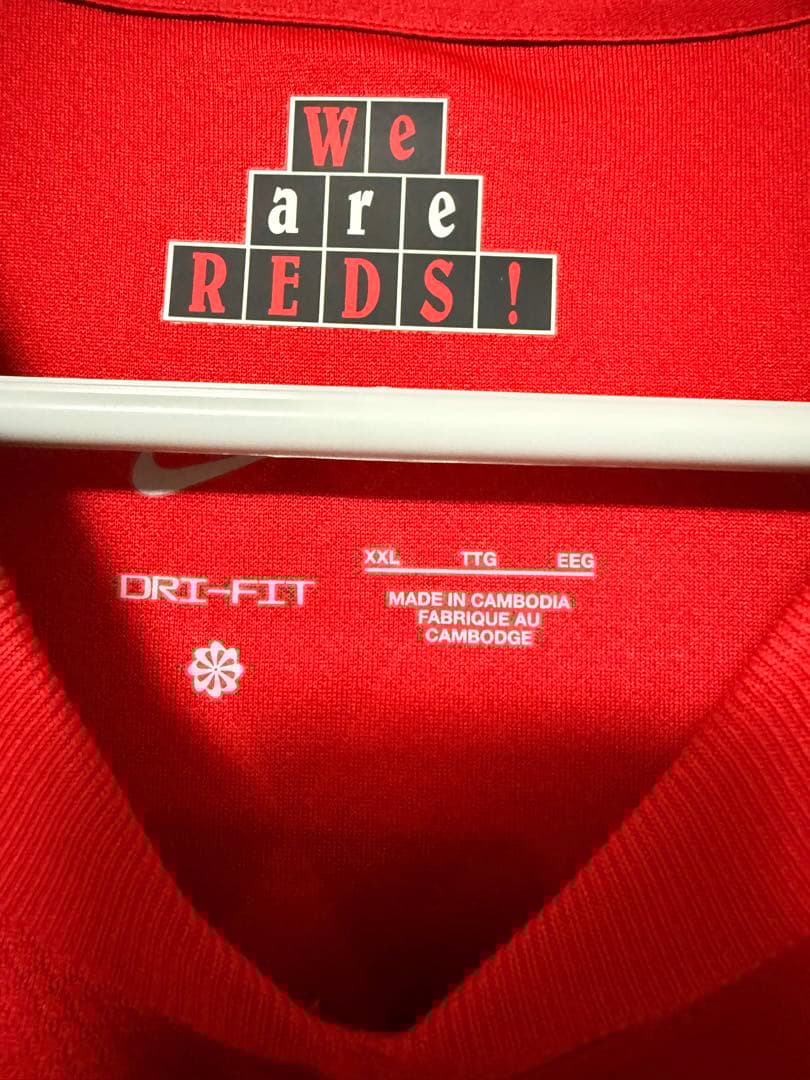 We
are
REDS!
DRI-FIT
XXL TTG EEG
MADE IN CAMBODIA
FABRIQUE AU
CAMBODGE